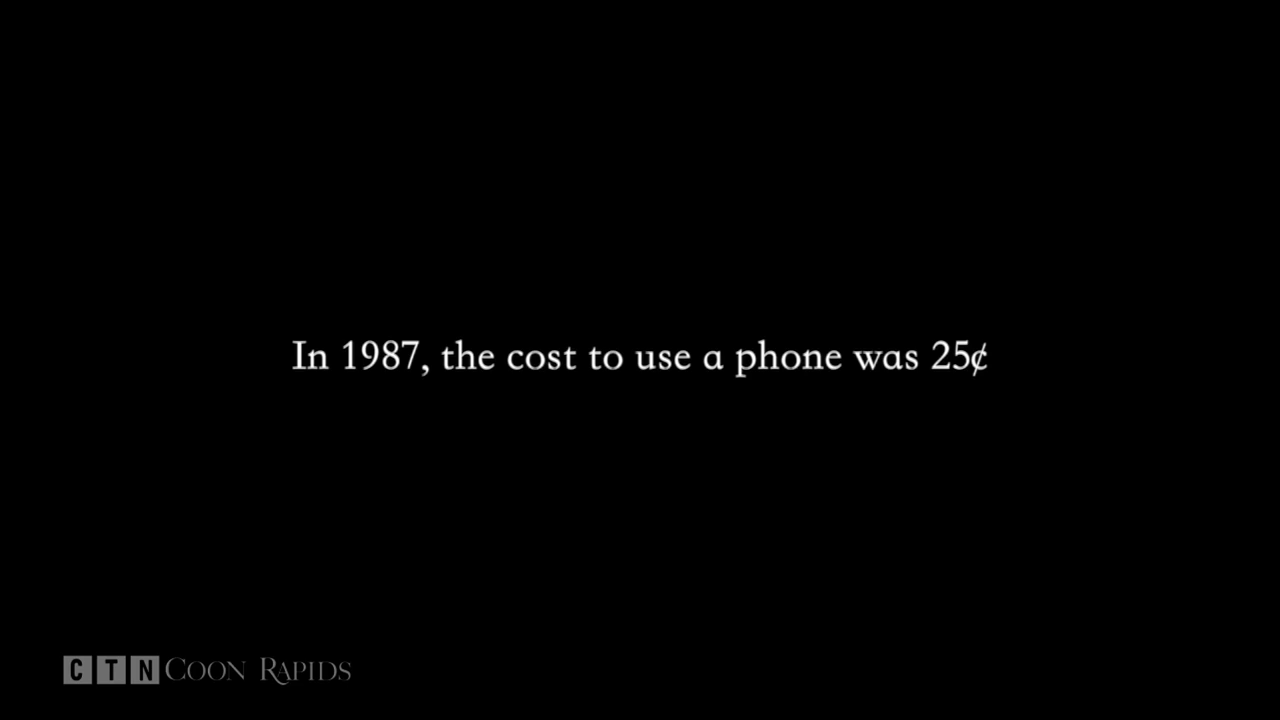 In 1987, the cost to use a phone was 25¢
CTN COON RAPIDS